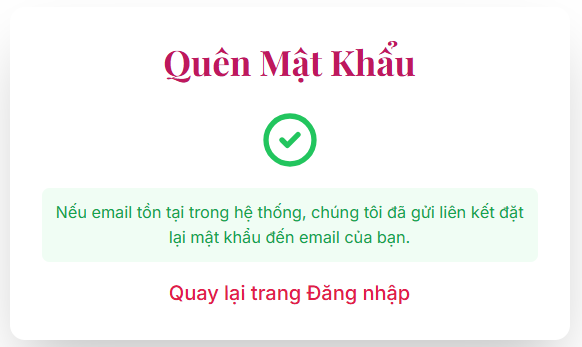 Quên Mật Khẩu
Nếu email tồn tại trong hệ thống, chúng tôi đã gửi liên kết đặt
lại mật khẩu đến email của bạn.
Quay lại trang Đăng nhập